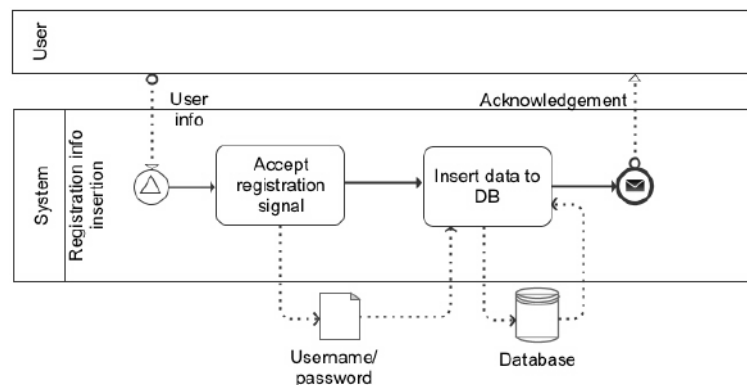 User
User
info
Acknowledgement
System
Registration info
insertion
Accept
registration
signal
Insert data to
DB
Username/
password
Database